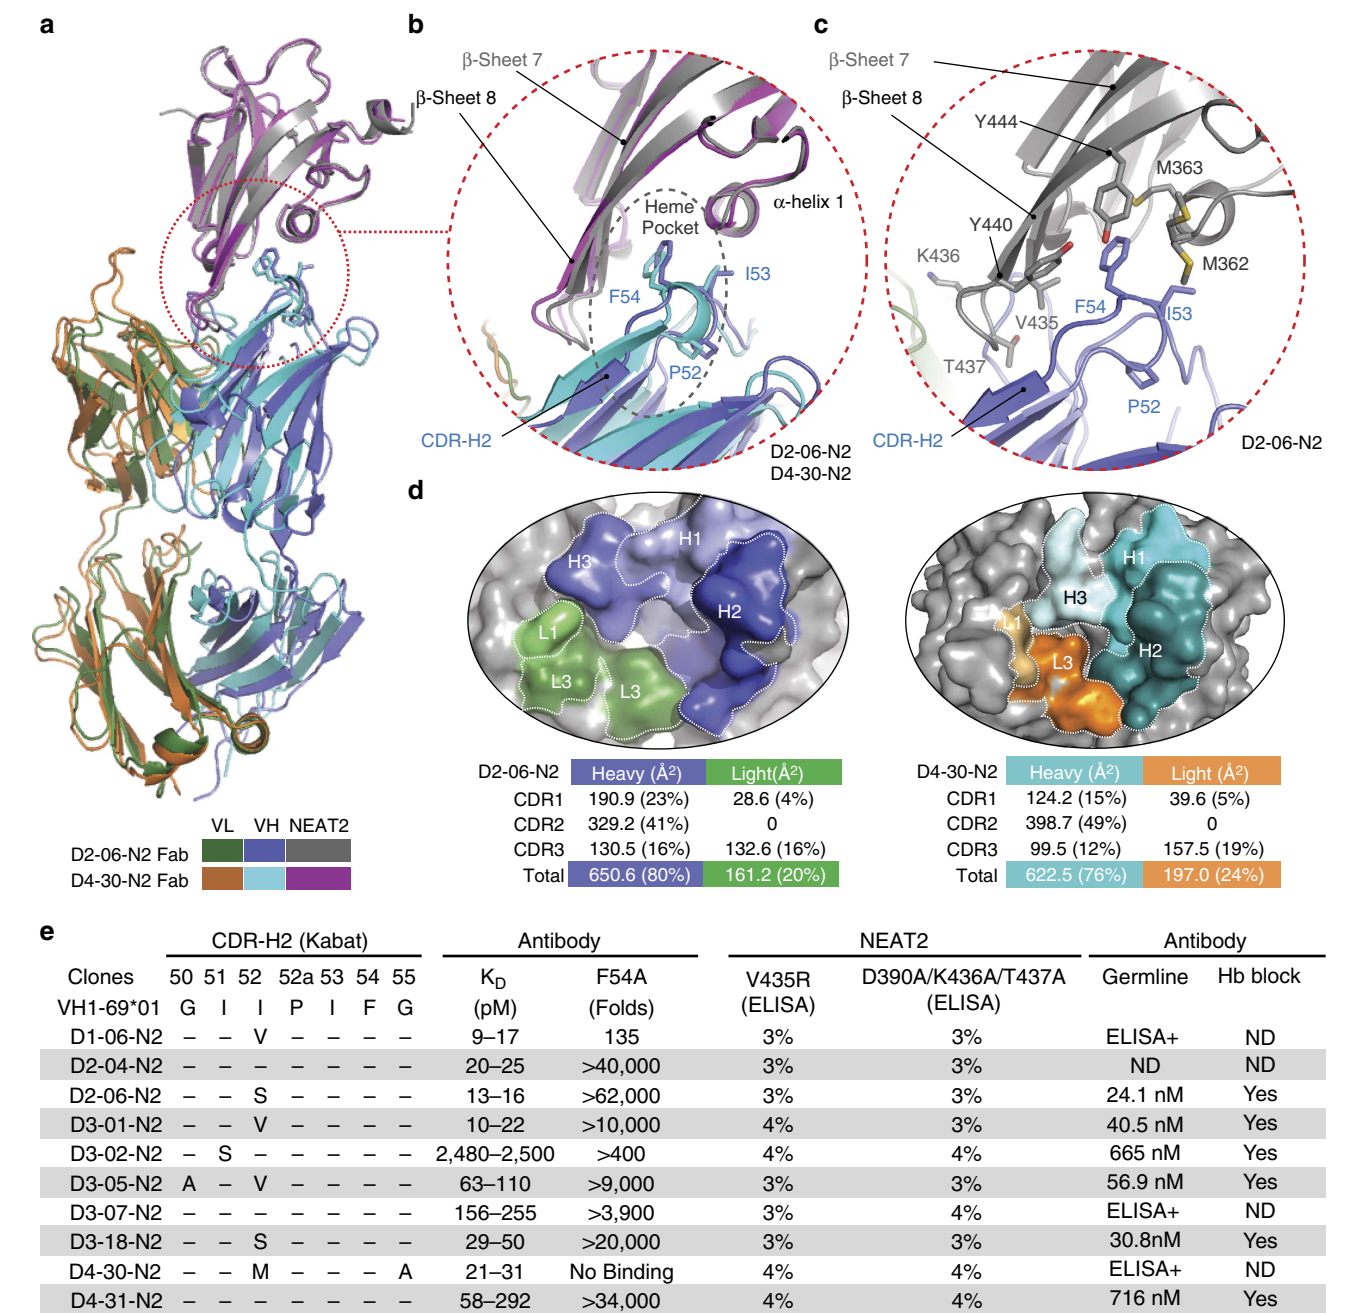 a
VL VH NEAT2
D2-06-N2 Fab
D4-30-N2 Fab
b
β-Sheet 7
β-Sheet 8
α-helix 1
Heme
Pocket
I53
F54
P52
CDR-H2
D2-06-N2
D4-30-N2
c
β-Sheet 7
β-Sheet 8
Y444
M363
Y440
K436
M362
F54
I53
V435
T437
P52
CDR-H2
D2-06-N2
d
H1
H3
H2
L1
L3
L3
H1
H3
L1
H2
L3
D2-06-N2 Heavy (Å²) Light(Å²)
CDR1 190.9 (23%) 28.6 (4%)
CDR2 329.2 (41%) 0
CDR3 130.5 (16%) 132.6 (16%)
Total 650.6 (80%) 161.2 (20%)
D4-30-N2 Heavy (Å²) Light (Å²)
CDR1 124.2 (15%) 39.6 (5%)
CDR2 398.7 (49%) 0
CDR3 99.5 (12%) 157.5 (19%)
Total 622.5 (76%) 197.0 (24%)
e
CDR-H2 (Kabat) Antibody NEAT2 Antibody
Clones 50 51 52 52a 53 54 55 K_D F54A V435R D390A/K436A/T437A Germline Hb block
VH1-69*01 G I I P I F G (pM) (Folds) (ELISA) (ELISA)
D1-06-N2 – – V – – – – 9–17 135 3% 3% ELISA+ ND
D2-04-N2 – – – – – – – 20–25 >40,000 3% 3% ND ND
D2-06-N2 – – S – – – – 13–16 >62,000 3% 3% 24.1 nM Yes
D3-01-N2 – – V – – – – 10–22 >10,000 4% 3% 40.5 nM Yes
D3-02-N2 – S – – – – – 2,480–2,500 >400 4% 4% 665 nM Yes
D3-05-N2 A – V – – – – 63–110 >9,000 3% 3% 56.9 nM Yes
D3-07-N2 – – – – – – – 156–255 >3,900 3% 4% ELISA+ ND
D3-18-N2 – – S – – – – 29–50 >20,000 3% 3% 30.8nM Yes
D4-30-N2 – – M – – – A 21–31 No Binding 4% 4% ELISA+ ND
D4-31-N2 – – – – – – – 58–292 >34,000 4% 4% 716 nM Yes